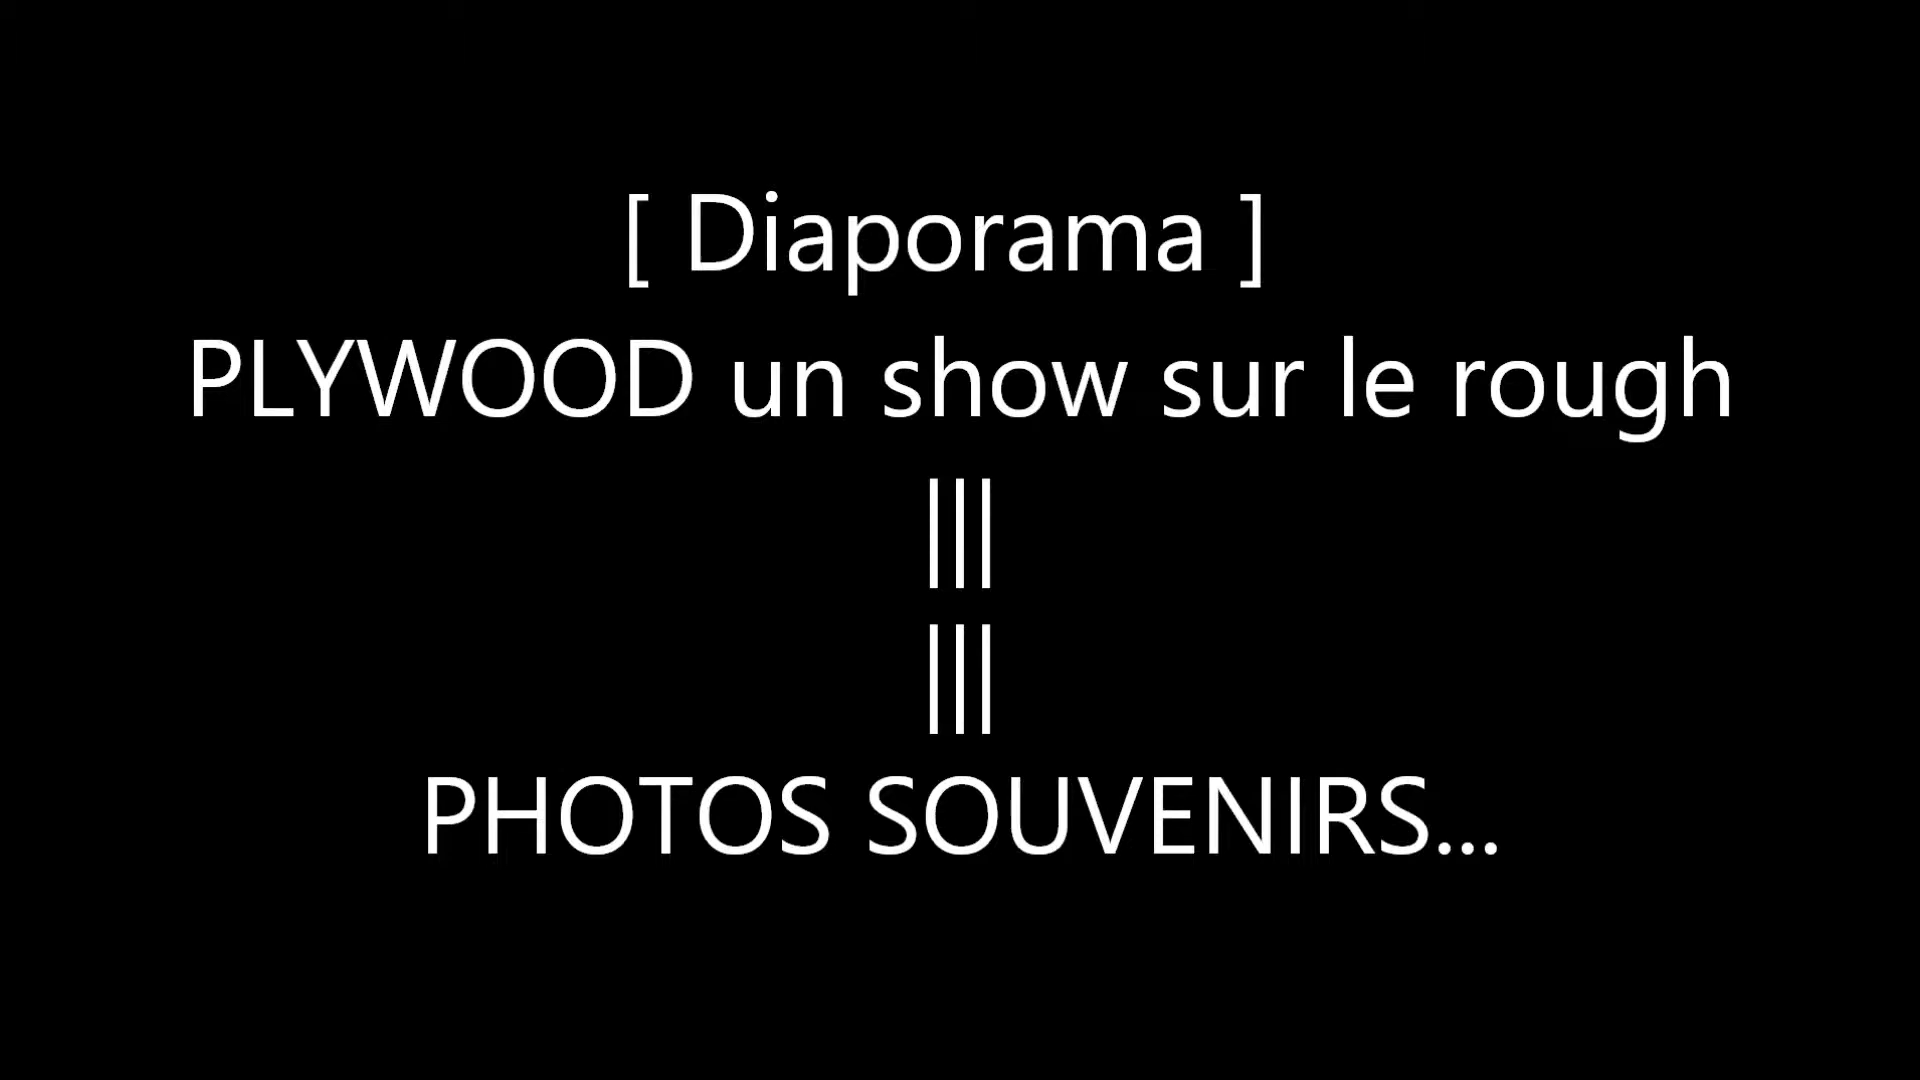 [ Diaporama ]
PLYWOOD un show sur le rough
|||
|||
PHOTOS SOUVENIRS...